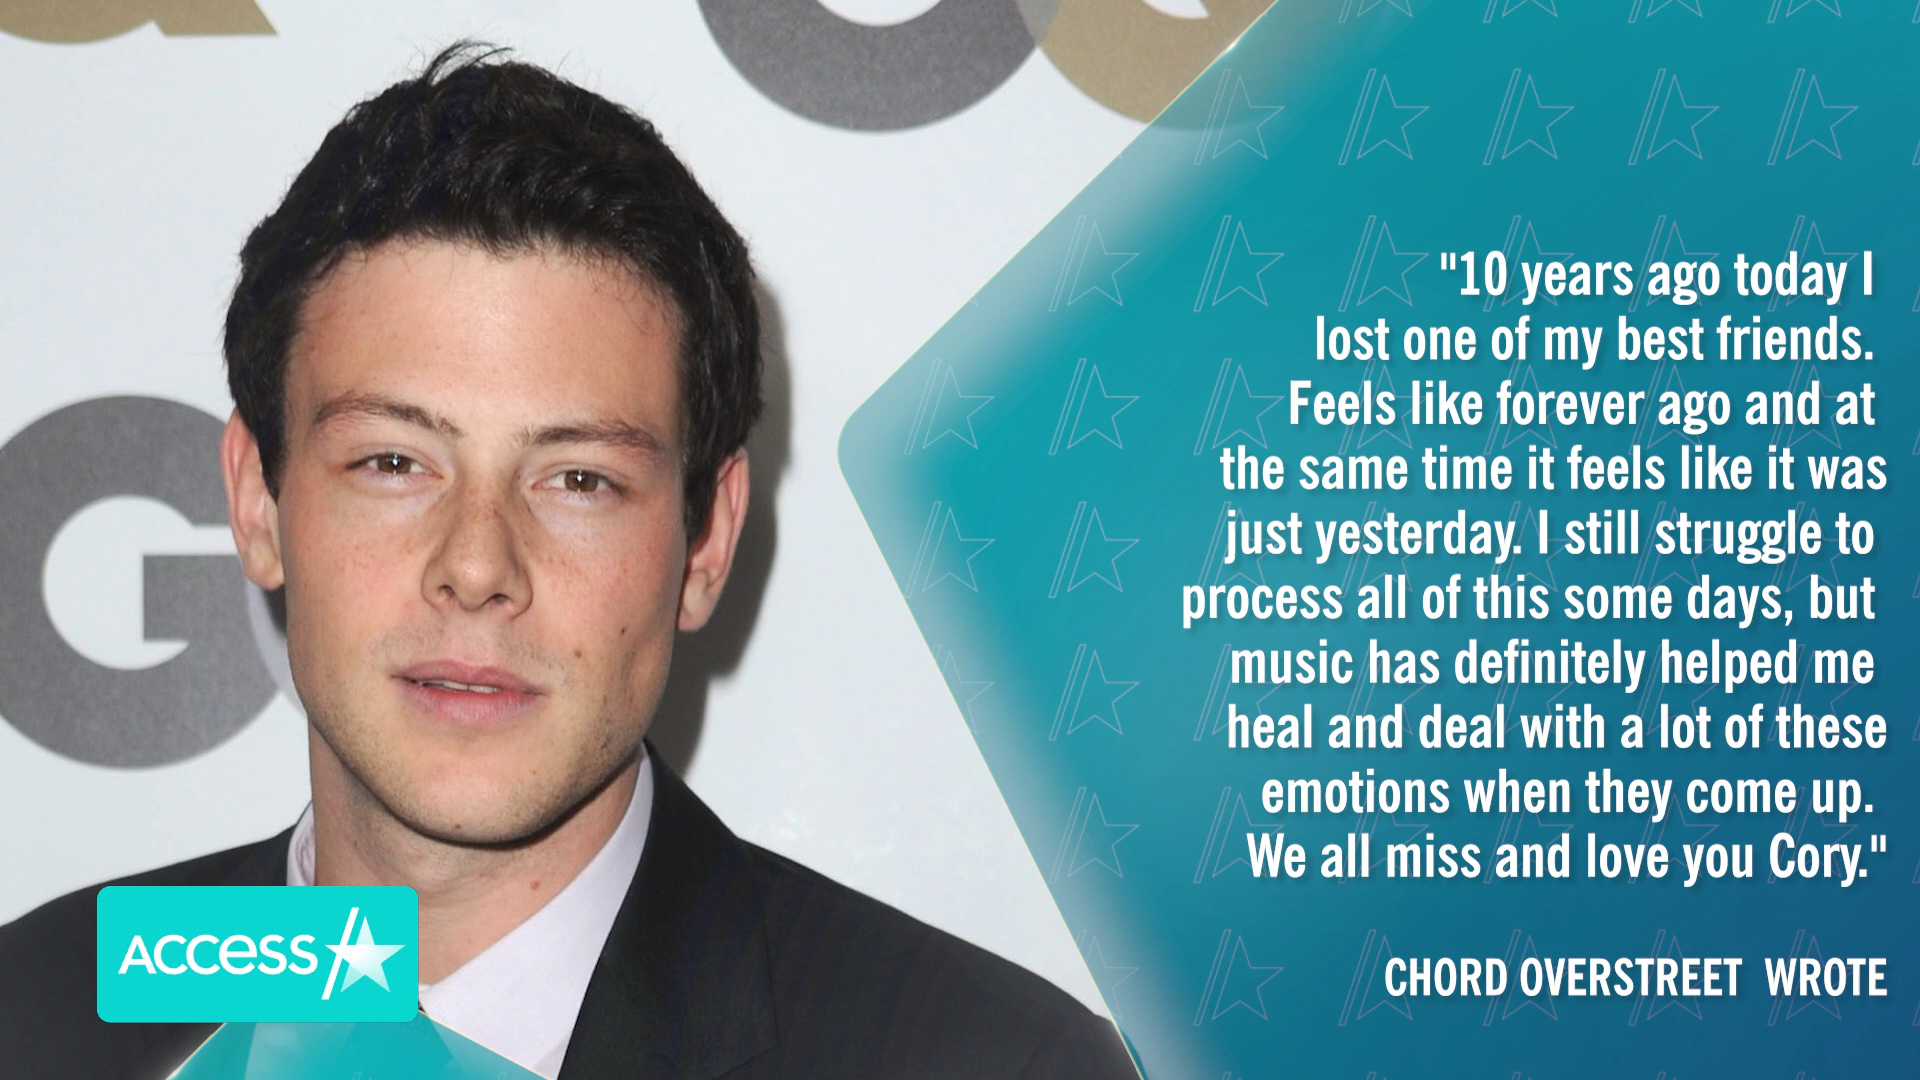 G
"10 years ago today I
lost one of my best friends.
Feels like forever ago and at
the same time it feels like it was
just yesterday. I still struggle to
process all of this some days, but
music has definitely helped me
heal and deal with a lot of these
emotions when they come up.
We all miss and love you Cory."
CHORD OVERSTREET WROTE
ACCESS